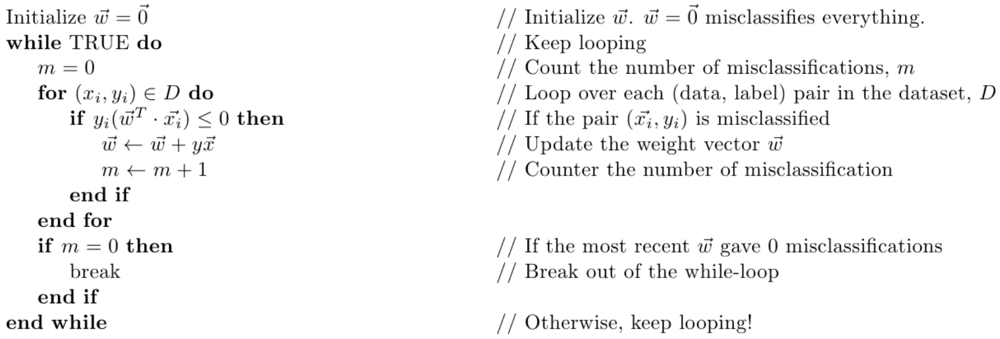 Initialize $\vec{w} = \vec{0}$ // Initialize $\vec{w}$. $\vec{w} = \vec{0}$ misclassifies everything.
while TRUE do // Keep looping
m = 0 // Count the number of misclassifications, m
for $(x_i, y_i) \in D$ do // Loop over each (data, label) pair in the dataset, D
if $y_i(\vec{w}^T \cdot \vec{x_i}) \leq 0$ then // If the pair $(\vec{x_i}, y_i)$ is misclassified
$\vec{w} \leftarrow \vec{w} + y\vec{x}$ // Update the weight vector $\vec{w}$
$m \leftarrow m + 1$ // Counter the number of misclassification
end if
end for
if m = 0 then // If the most recent $\vec{w}$ gave 0 misclassifications
break // Break out of the while-loop
end if
end while // Otherwise, keep looping!